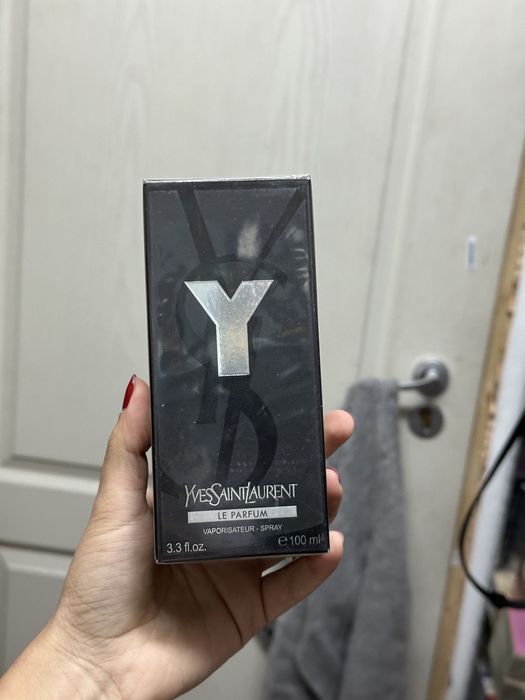 Y
YVESSAINTLAURENT
LE PARFUM
VAPORISATEUR - SPRAY
3.3 fl.oz. ℮ 100 ml